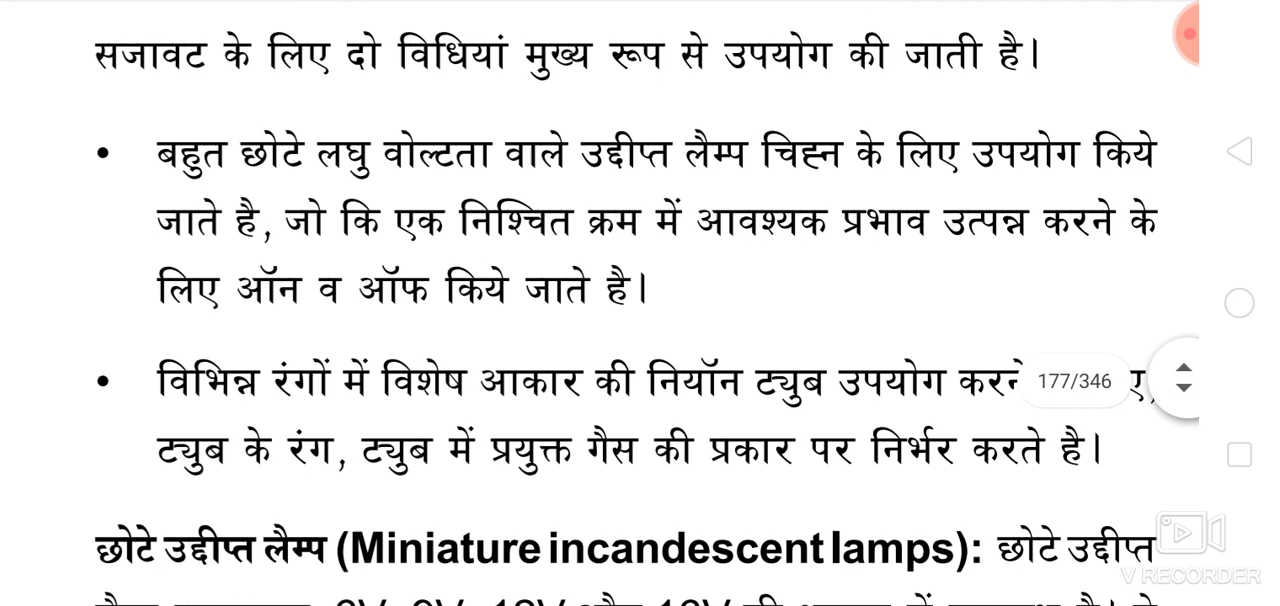 सजावट के लिए दो विधियां मुख्य रूप से उपयोग की जाती है।
• बहुत छोटे लघु वोल्टता वाले उद्दीप्त लैम्प चिह्न के लिए उपयोग किये
जाते है, जो कि एक निश्चित क्रम में आवश्यक प्रभाव उत्पन्न करने के
लिए ऑन व ऑफ किये जाते है।
• विभिन्न रंगों में विशेष आकार की नियॉन ट्युब उपयोग करने
177/346
ट्युब के रंग, ट्युब में प्रयुक्त गैस की प्रकार पर निर्भर करते है।
छोटे उद्दीप्त लैम्प (Miniature incandescent lamps): छोटे उद्दीप्त
V RECORDER